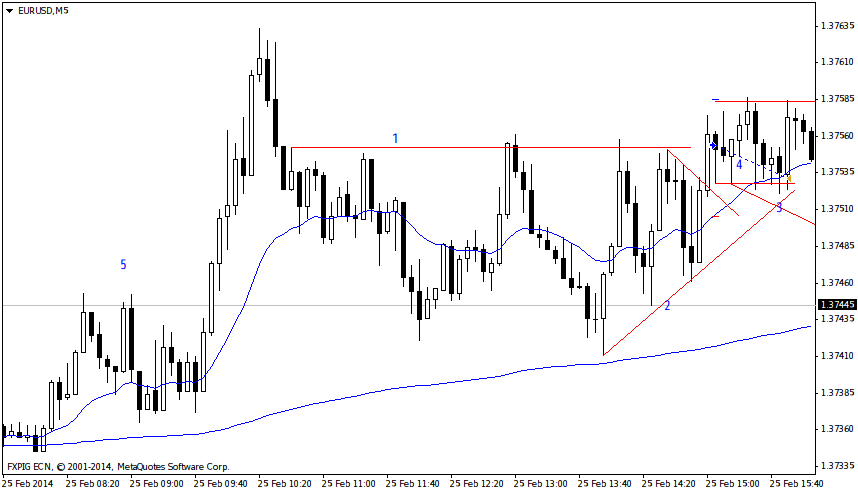 EURUSD,M5
1.37635
1.37610
1.37585
1.37560
1.37535
1.37510
1.37485
1.37460
1.37445
1.37435
1.37410
1.37385
1.37360
1.37335
1
4
3
5
2
FXPIG ECN, © 2001-2014, MetaQuotes Software Corp.
25 Feb 2014
25 Feb 08:20
25 Feb 09:00
25 Feb 09:40
25 Feb 10:20
25 Feb 11:00
25 Feb 11:40
25 Feb 12:20
25 Feb 13:00
25 Feb 13:40
25 Feb 14:20
25 Feb 15:00
25 Feb 15:40